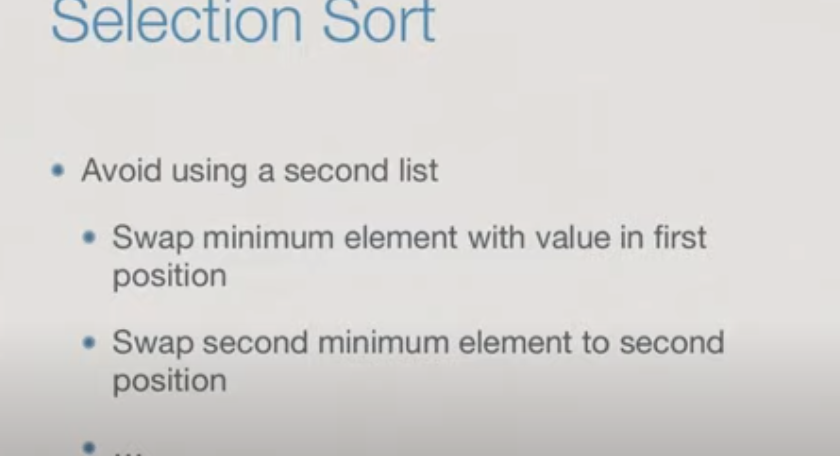 Selection Sort
• Avoid using a second list
• Swap minimum element with value in first
position
• Swap second minimum element to second
position
• ...